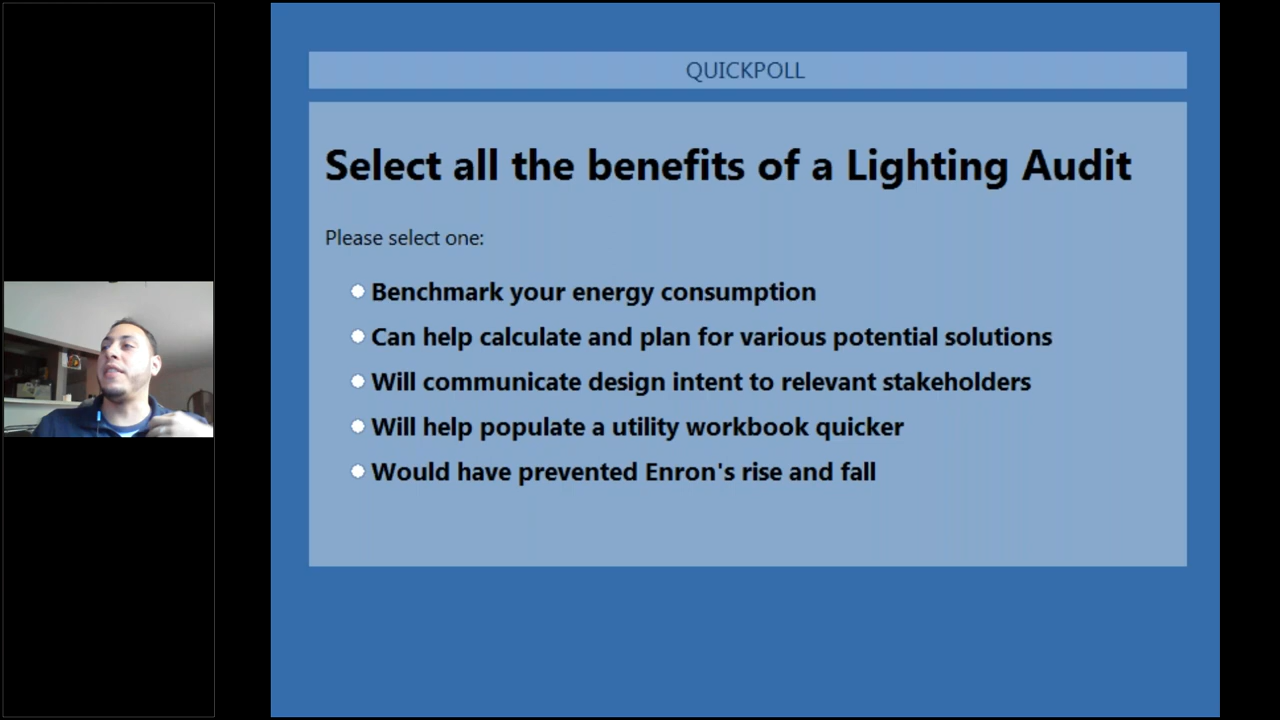 QUICKPOLL
Select all the benefits of a Lighting Audit
Please select one:
Benchmark your energy consumption
Can help calculate and plan for various potential solutions
Will communicate design intent to relevant stakeholders
Will help populate a utility workbook quicker
Would have prevented Enron's rise and fall